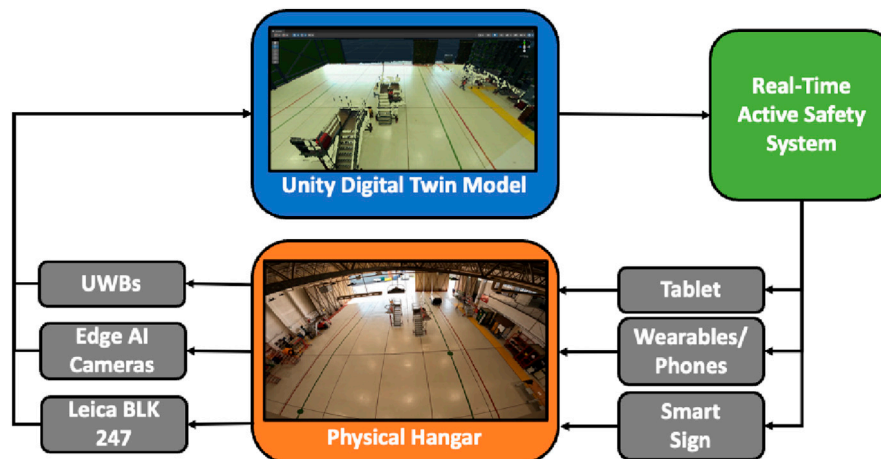 Real-Time
Active Safety
System
Unity Digital Twin Model
UWBs
Edge AI
Cameras
Leica BLK
247
Physical Hangar
Tablet
Wearables/
Phones
Smart
Sign